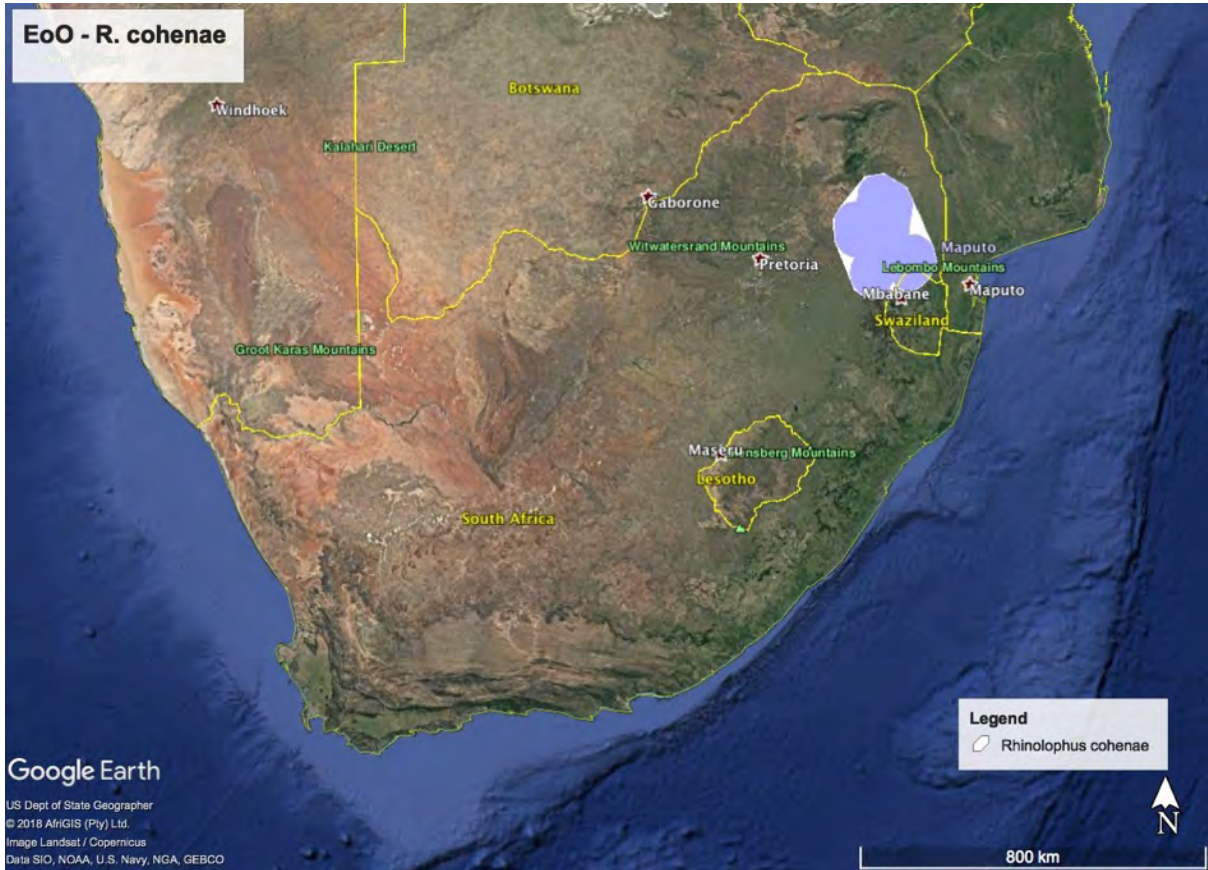 EoO - R. cohenae
Botswana
Windhoek
Kalahari Desert
Gaborone
Witwatersrand Mountains
Pretoria
Maputo
Lebombo Mountains
Mbabane
Maputo
Swaziland
Groot Karas Mountains
Maseru
ensberg Mountains
Lesotho
South Africa
Legend
Rhinolophus cohenae
Google Earth
US Dept of State Geographer
© 2018 AfriGIS (Pty) Ltd.
Image Landsat / Copernicus
Data SIO, NOAA, U.S. Navy, NGA, GEBCO
N
800 km